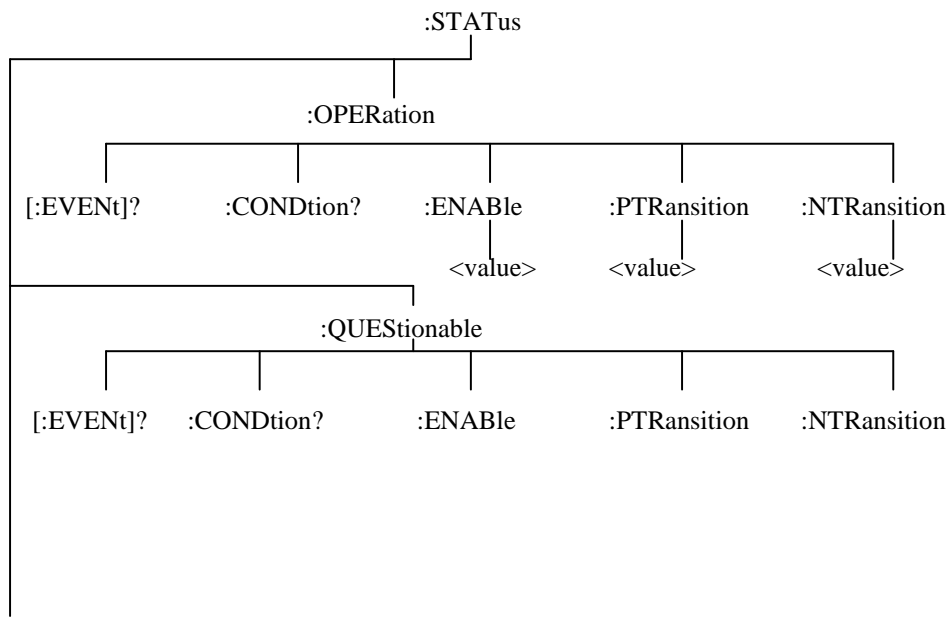 :STATus
:OPERation
[:EVENt]? :CONDtion? :ENABle :PTRansition :NTRansition
<value> <value> <value>
:QUEStionable
[:EVENt]? :CONDtion? :ENABle :PTRansition :NTRansition